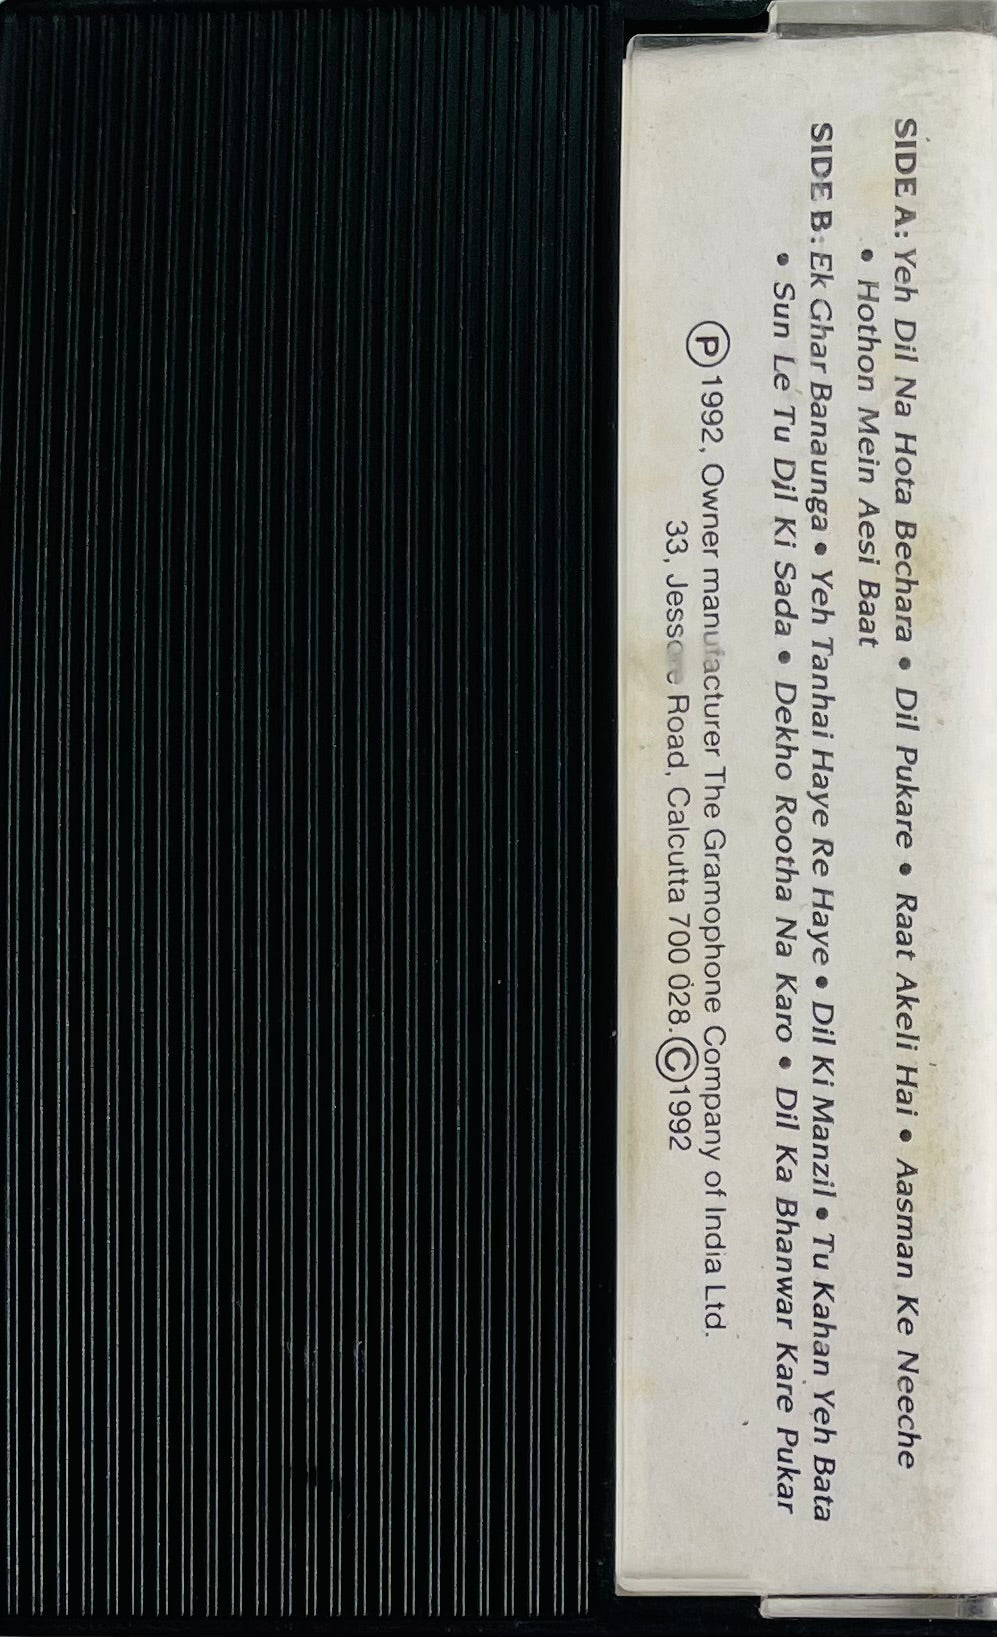 SIDE A: Yeh Dil Na Hota Bechara • Dil Pukare • Raat Akeli Hai • Aasman Ke Neeche
• Hothon Mein Aesi Baat
SIDE B: Ek Ghar Banaunga • Yeh Tanhai Haye Re Haye • Dil Ki Manzil • Tu Kahan Yeh Bata
• Sun Le Tu Dil Ki Sada • Dekho Rootha Na Karo • Dil Ka Bhanwar Kare Pukar
Ⓟ 1992, Owner manufacturer The Gramophone Company of India Ltd.
33, Jessore Road, Calcutta 700 028. © 1992